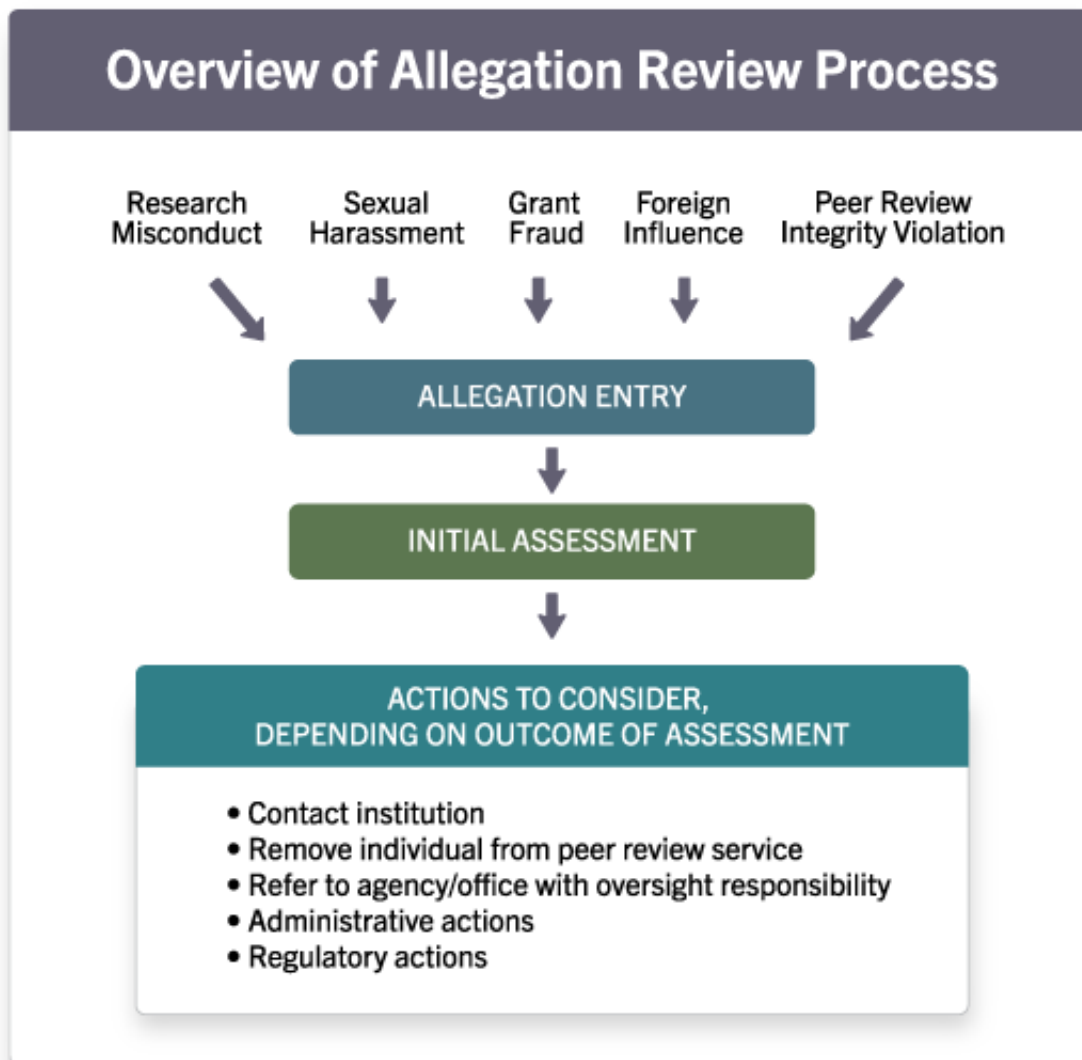 Overview of Allegation Review Process
Research
Misconduct
Sexual
Harassment
Grant
Fraud
Foreign
Influence
Peer Review
Integrity Violation
ALLEGATION ENTRY
INITIAL ASSESSMENT
ACTIONS TO CONSIDER,
DEPENDING ON OUTCOME OF ASSESSMENT
• Contact institution
• Remove individual from peer review service
• Refer to agency/office with oversight responsibility
• Administrative actions
• Regulatory actions